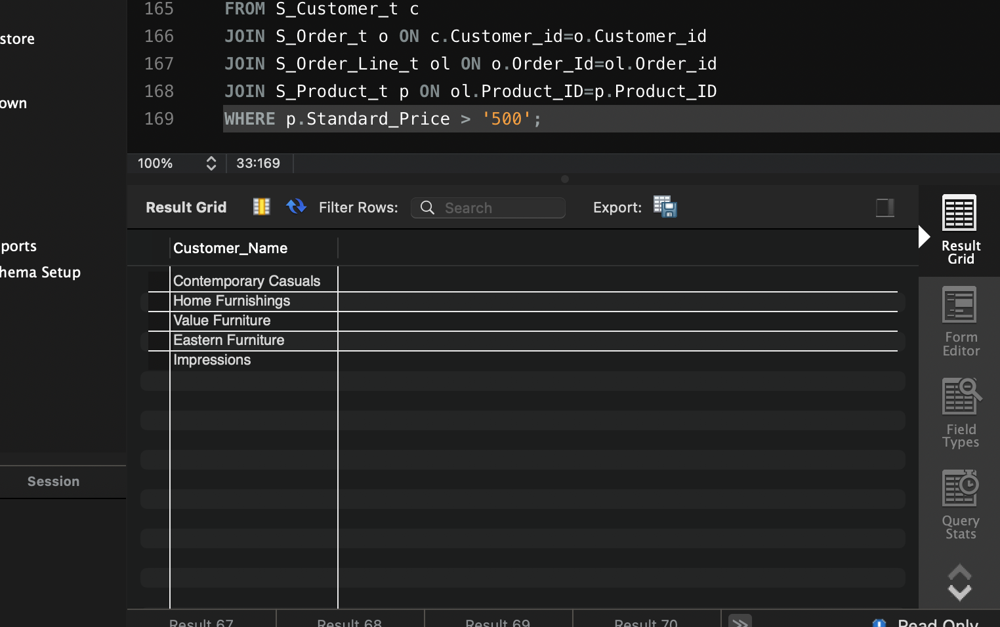 165 FROM S_Customer_t c
store
166 JOIN S_Order_t o ON c.Customer_id=o.Customer_id
167 JOIN S_Order_Line_t ol ON o.Order_Id=ol.Order_id
168 JOIN S_Product_t p ON ol.Product_ID=p.Product_ID
own
169 WHERE p.Standard_Price > '500';
100% 33:169
Result Grid Filter Rows: Search Export:
ports
hema Setup
Customer_Name
Contemporary Casuals
Home Furnishings
Value Furniture
Eastern Furniture
Impressions
Result
Grid
Form
Editor
Field
Types
Query
Stats
Session
Result 67 Result 68 Result 69 Result 70 Read Only